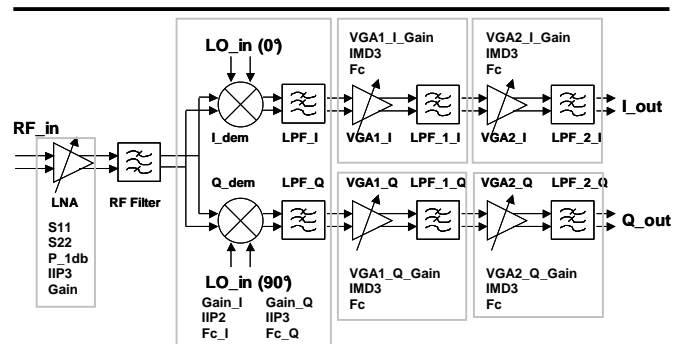 VGA1_I_Gain
IMD3
Fc
VGA2_I_Gain
IMD3
Fc
LO_in (0°)
I_out
I_dem
LPF_I
VGA1_I
LPF_1_I
VGA2_I
LPF_2_I
RF_in
LNA
RF Filter
Q_dem
LPF_Q
VGA1_Q
LPF_1_Q
VGA2_Q
LPF_2_Q
Q_out
S11
S22
P_1db
IIP3
Gain
LO_in (90°)
Gain_I
IIP2
Fc_I
Gain_Q
IIP3
Fc_Q
VGA1_Q_Gain
IMD3
Fc
VGA2_Q_Gain
IMD3
Fc